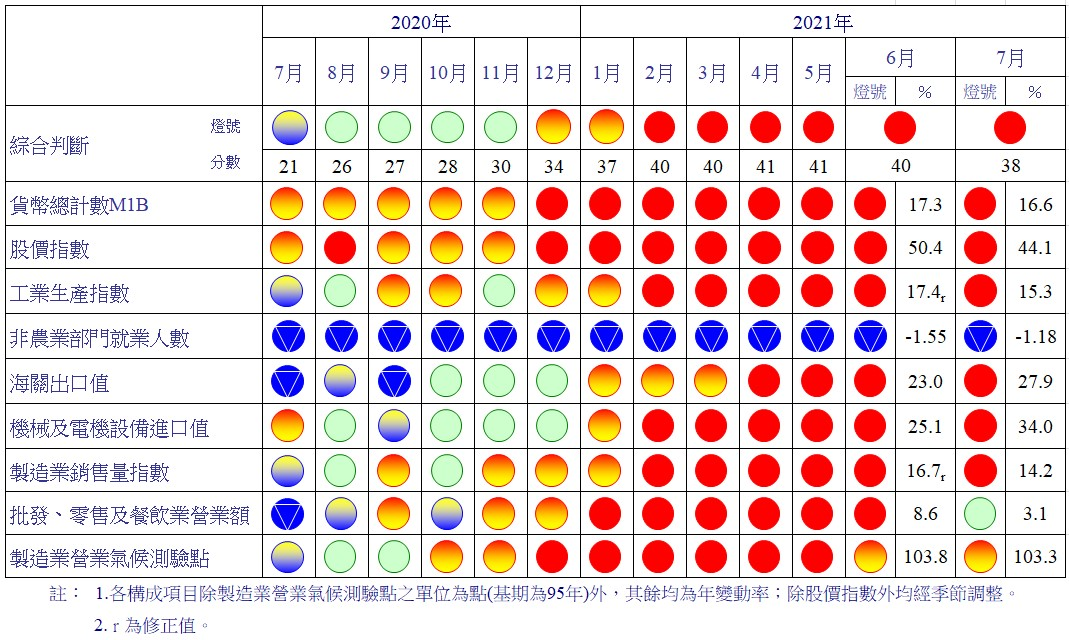 2020年 2021年
7月 8月 9月 10月 11月 12月 1月 2月 3月 4月 5月 6月 7月
燈號 % 燈號 %
綜合判斷 燈號
分數 21 26 27 28 30 34 37 40 40 41 41 40 38
貨幣總計數M1B 17.3 16.6
股價指數 50.4 44.1
工業生產指數 17.4r 15.3
非農業部門就業人數 -1.55 -1.18
海關出口值 23.0 27.9
機械及電機設備進口值 25.1 34.0
製造業銷售量指數 16.7r 14.2
批發、零售及餐飲業營業額 8.6 3.1
製造業營業氣候測驗點 103.8 103.3
註： 1.各構成項目除製造業營業氣候測驗點之單位為點(基期為95年)外，其餘均為年變動率；除股價指數外均經季節調整。
2. r 為修正值。